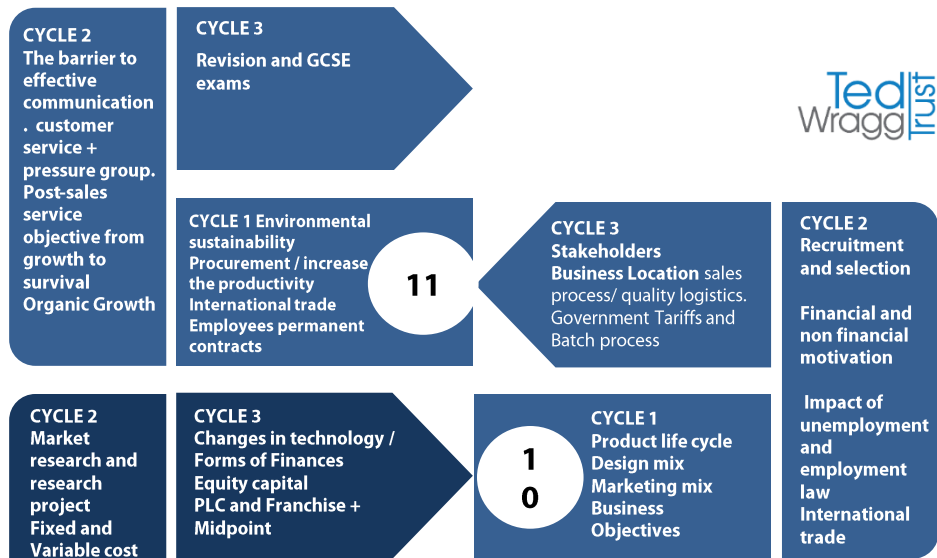 CYCLE 2
The barrier to
effective
communication
. customer
service +
pressure group.
Post-sales
service
objective from
growth to
survival
Organic Growth
CYCLE 3
Revision and GCSE
exams
Ted
Wragg
Trust
CYCLE 1 Environmental
sustainability
Procurement / increase
the productivity
International trade
Employees permanent
contracts
11
CYCLE 3
Stakeholders
Business Location sales
process/ quality logistics.
Government Tariffs and
Batch process
CYCLE 2
Recruitment
and selection
Financial and
non financial
motivation
Impact of
unemployment
and
employment
law
International
trade
CYCLE 2
Market
research and
research
project
Fixed and
Variable cost
CYCLE 3
Changes in technology /
Forms of Finances
Equity capital
PLC and Franchise +
Midpoint
1
0
CYCLE 1
Product life cycle
Design mix
Marketing mix
Business
Objectives